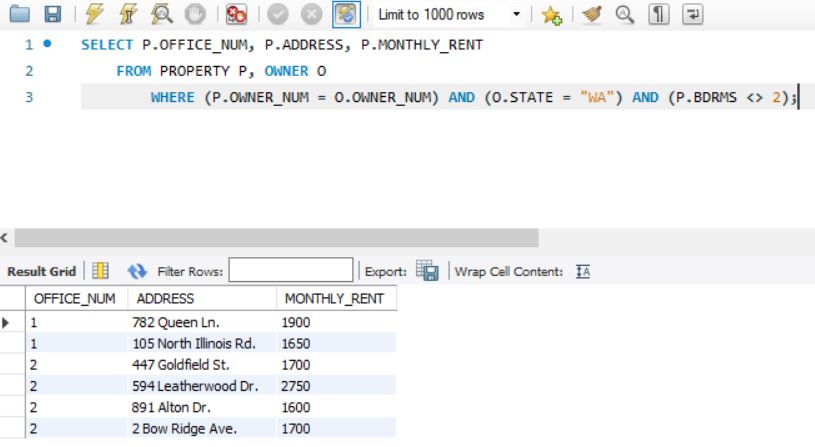 Limit to 1000 rows
1 SELECT P.OFFICE_NUM, P.ADDRESS, P.MONTHLY_RENT
2 FROM PROPERTY P, OWNER O
3 WHERE (P.OWNER_NUM = O.OWNER_NUM) AND (O.STATE = "WA") AND (P.BDRMS <> 2);
Result Grid Filter Rows: Export: Wrap Cell Content:
OFFICE_NUM ADDRESS MONTHLY_RENT
1 782 Queen Ln. 1900
1 105 North Illinois Rd. 1650
2 447 Goldfield St. 1700
2 594 Leatherwood Dr. 2750
2 891 Alton Dr. 1600
2 2 Bow Ridge Ave. 1700